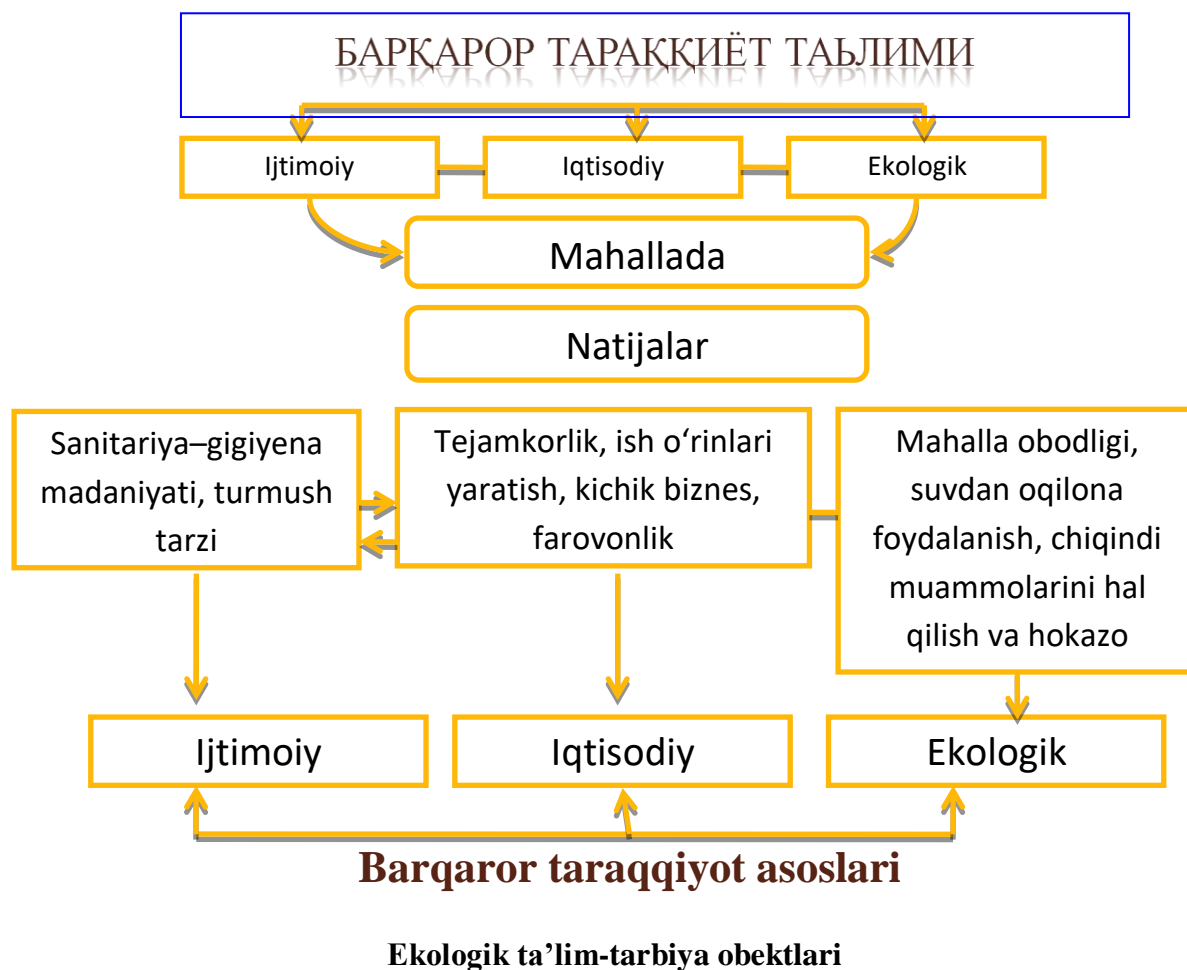 БАРҚАРОР ТАРАҚҚИЁТ ТАЬЛИМИ
Ijtimoiy
Iqtisodiy
Ekologik
Mahallada
Natijalar
Sanitariya–gigiyena
madaniyati, turmush
tarzi
Tejamkorlik, ish o‘rinlari
yaratish, kichik biznes,
farovonlik
Mahalla obodligi,
suvdan oqilona
foydalanish, chiqindi
muammolarini hal
qilish va hokazo
Ijtimoiy
Iqtisodiy
Ekologik
Barqaror taraqqiyot asoslari
Ekologik ta’lim-tarbiya obektlari